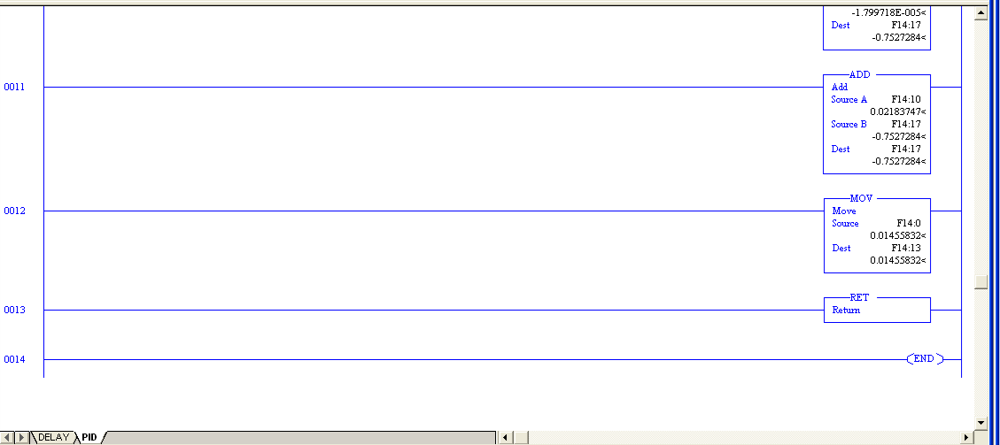 -1.799718E-005<
Dest F14:17
-0.7527284<
0011
ADD
Add
Source A F14:10
0.02183747<
Source B F14:17
-0.7527284<
Dest F14:17
-0.7527284<
0012
MOV
Move
Source F14:0
0.01455832<
Dest F14:13
0.01455832<
0013
RET
Return
0014
END
DELAY PID